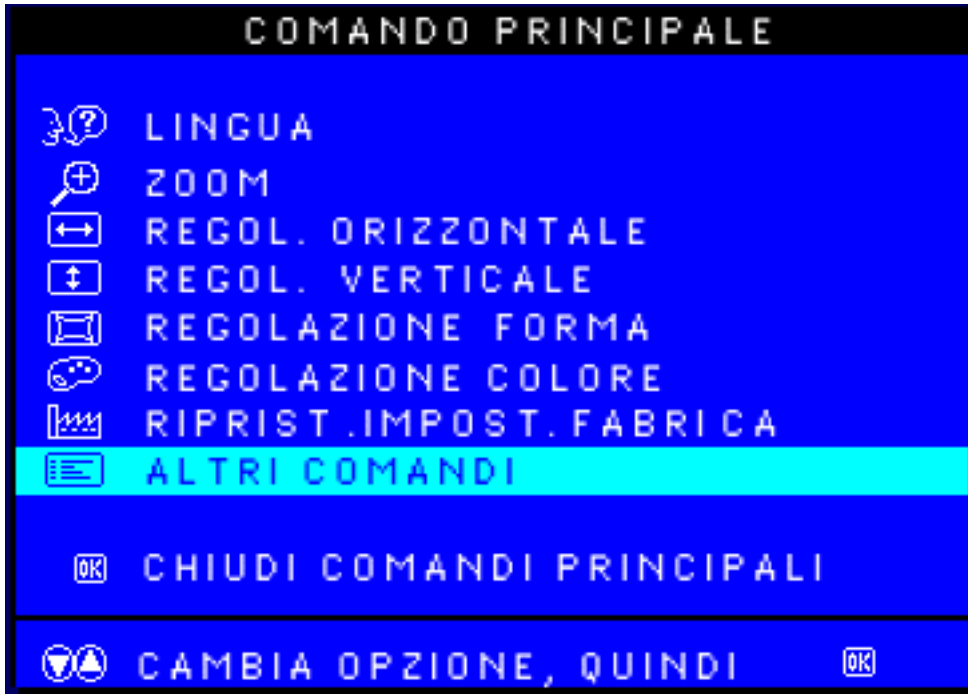 COMANDO PRINCIPALE
LINGUA
ZOOM
REGOL. ORIZZONTALE
REGOL. VERTICALE
REGOLAZIONE FORMA
REGOLAZIONE COLORE
RIPRIST.IMPOST.FABRICA
ALTRI COMANDI
OK CHIUDI COMANDI PRINCIPALI
CAMBIA OPZIONE, QUINDI OK